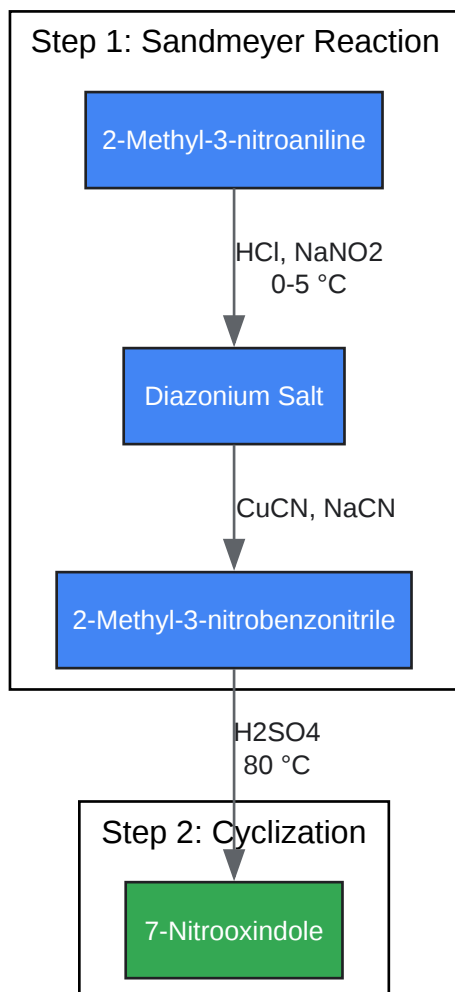 Step 1: Sandmeyer Reaction
2-Methyl-3-nitroaniline
HCl, NaNO2
0-5 °C
Diazonium Salt
CuCN, NaCN
2-Methyl-3-nitrobenzonitrile
H2SO4
80 °C
Step 2: Cyclization
7-Nitrooxindole